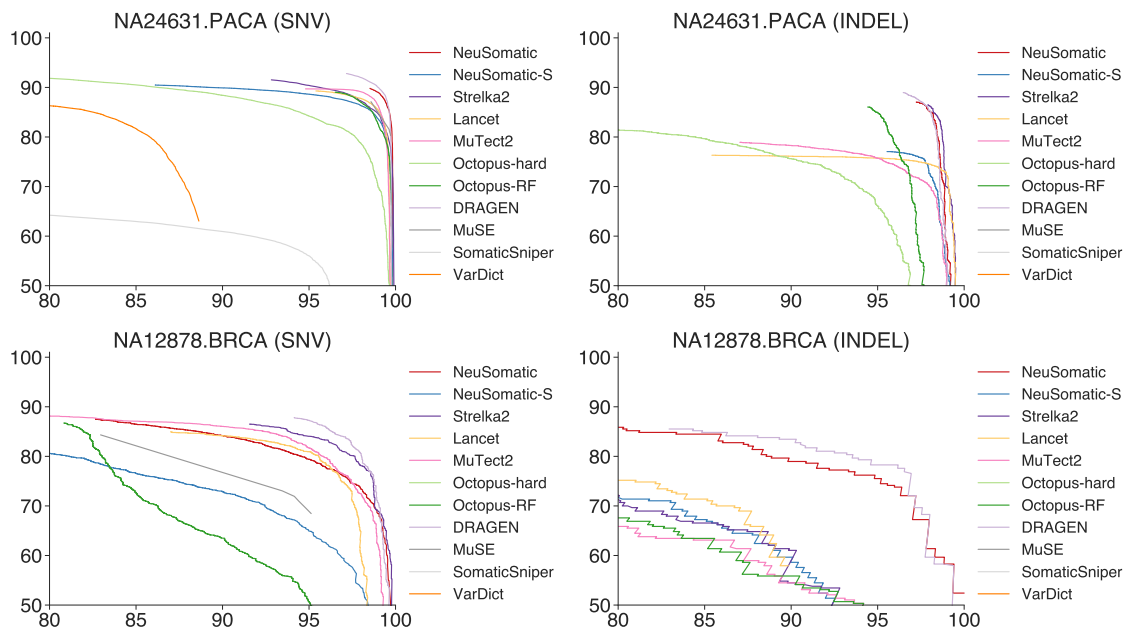 NA24631.PACA (SNV)
100
90
80
70
60
50
80
85
90
95
100
NeuSomatic
NeuSomatic-S
Strelka2
Lancet
MuTect2
Octopus-hard
Octopus-RF
DRAGEN
MuSE
SomaticSniper
VarDict
NA24631.PACA (INDEL)
100
90
80
70
60
50
80
85
90
95
100
NeuSomatic
NeuSomatic-S
Strelka2
Lancet
MuTect2
Octopus-hard
Octopus-RF
DRAGEN
MuSE
SomaticSniper
VarDict
NA12878.BRCA (SNV)
100
90
80
70
60
50
80
85
90
95
100
NeuSomatic
NeuSomatic-S
Strelka2
Lancet
MuTect2
Octopus-hard
Octopus-RF
DRAGEN
MuSE
SomaticSniper
VarDict
NA12878.BRCA (INDEL)
100
90
80
70
60
50
80
85
90
95
100
NeuSomatic
NeuSomatic-S
Strelka2
Lancet
MuTect2
Octopus-hard
Octopus-RF
DRAGEN
MuSE
SomaticSniper
VarDict